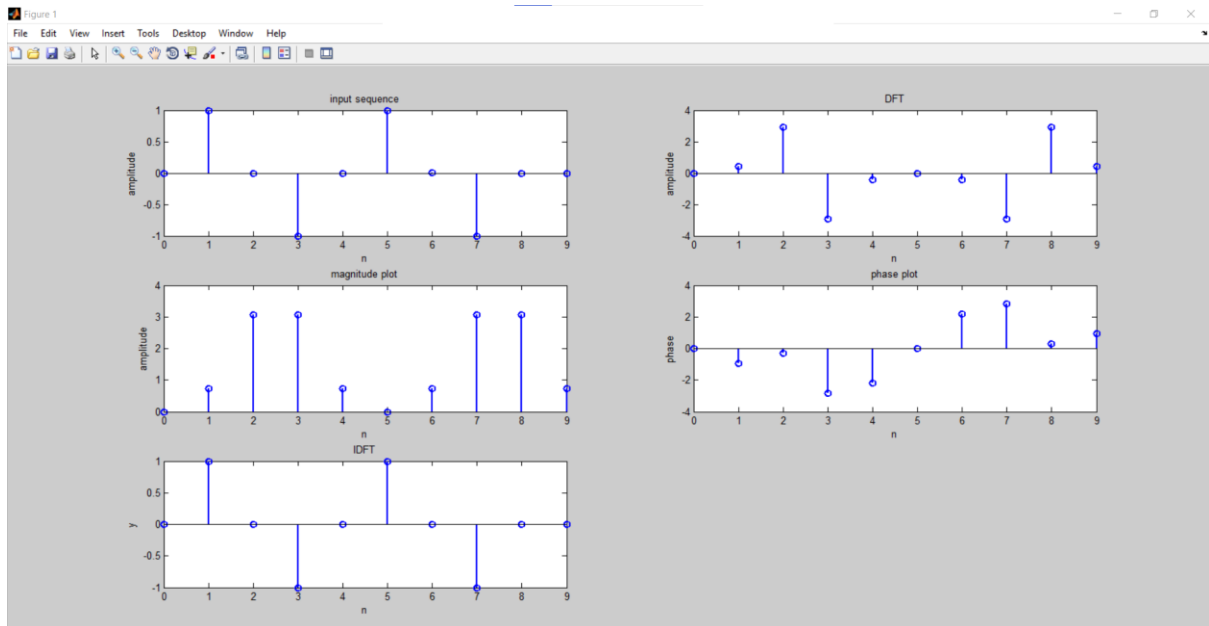 Figure 1
File Edit View Insert Tools Desktop Window Help
input sequence
1
0.5
0
-0.5
-1
amplitude
0 1 2 3 4 5 6 7 8 9
n
DFT
4
2
0
-2
-4
amplitude
0 1 2 3 4 5 6 7 8 9
n
magnitude plot
4
3
2
1
0
amplitude
0 1 2 3 4 5 6 7 8 9
n
phase plot
4
2
0
-2
-4
phase
0 1 2 3 4 5 6 7 8 9
n
IDFT
1
0.5
0
-0.5
-1
y
0 1 2 3 4 5 6 7 8 9
n